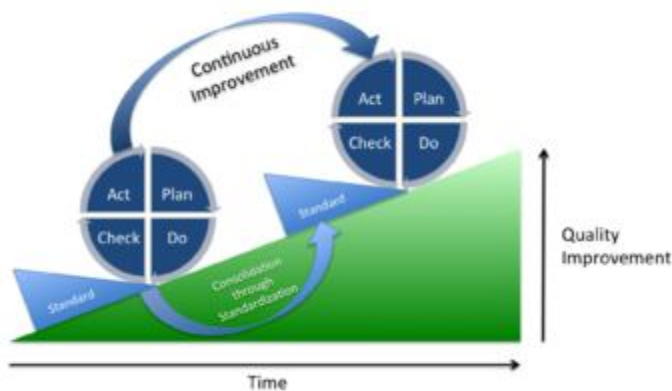 Continuous
Improvement
Act
Plan
Check
Do
Act
Plan
Check
Do
Standard
Standard
Consolidation
through
Standardization
Quality
Improvement
Time